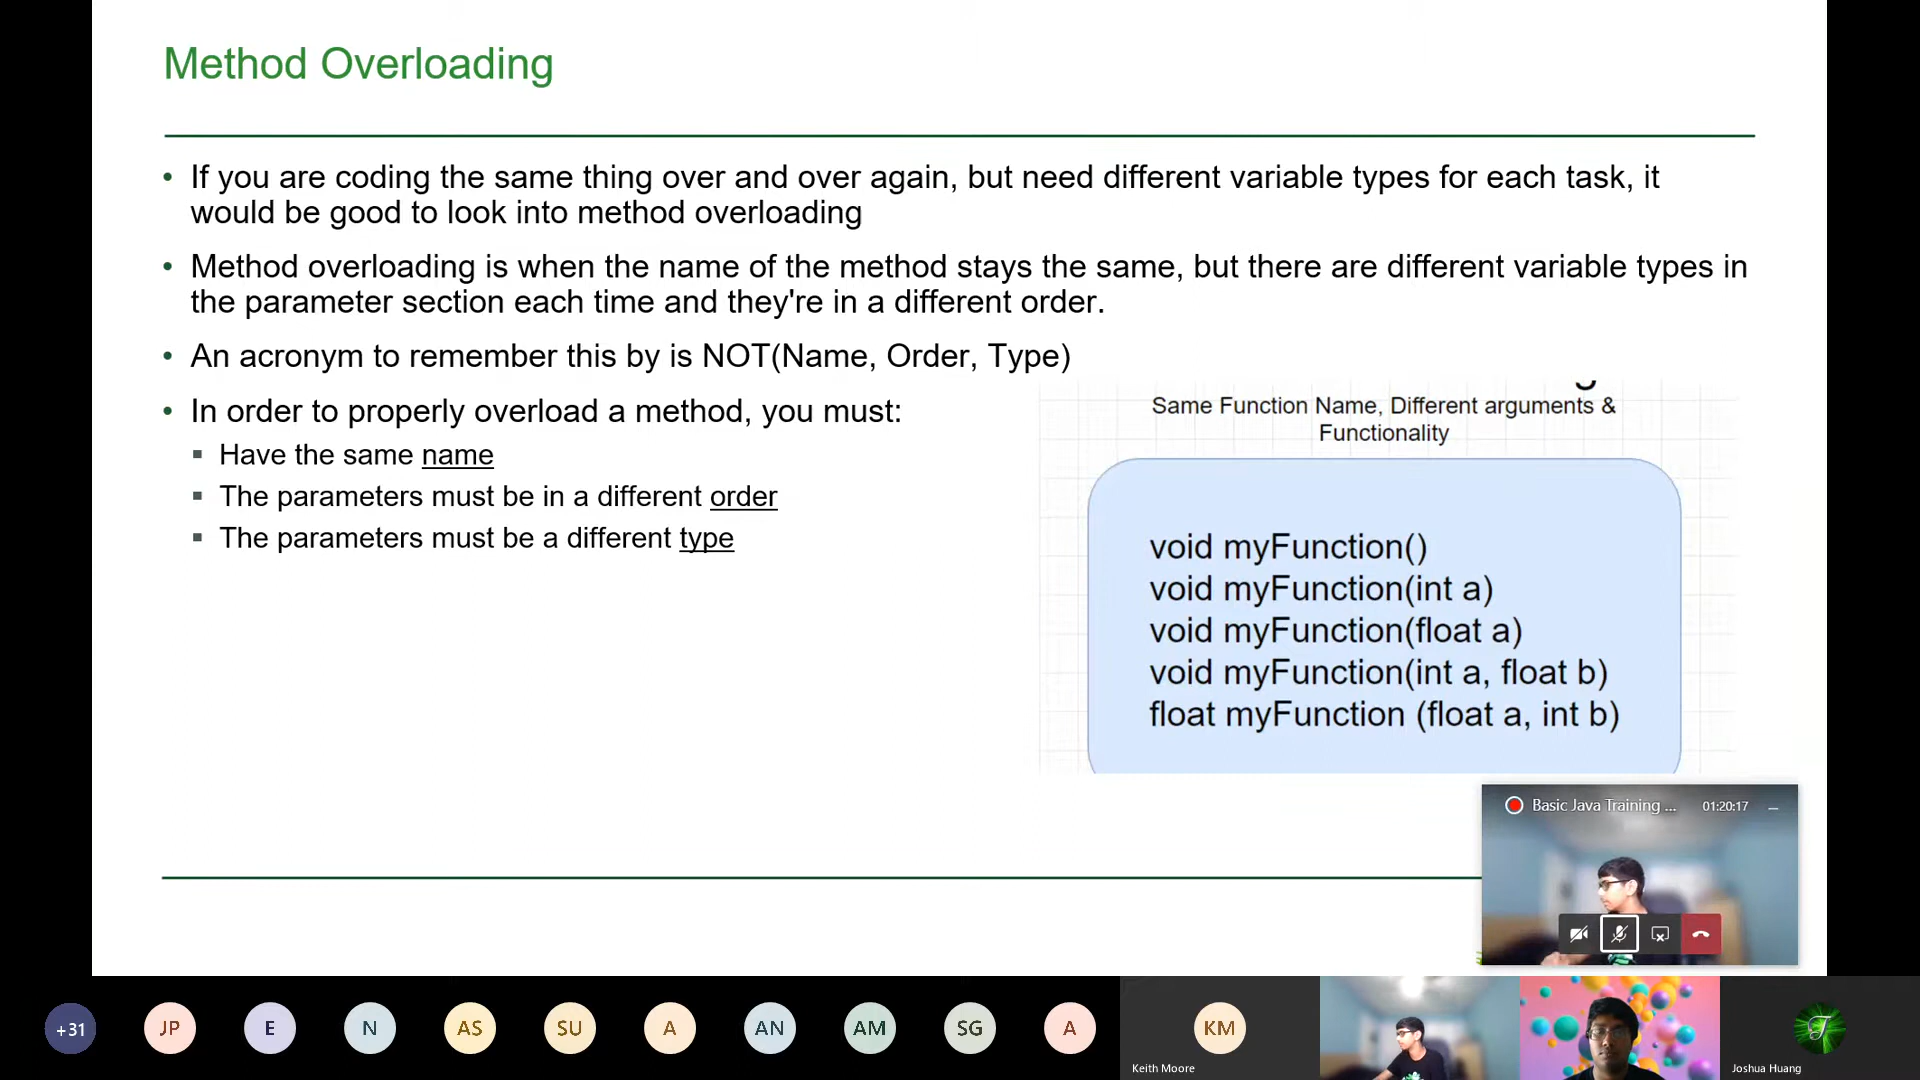 Method Overloading
If you are coding the same thing over and over again, but need different variable types for each task, it
would be good to look into method overloading
Method overloading is when the name of the method stays the same, but there are different variable types in
the parameter section each time and they're in a different order.
An acronym to remember this by is NOT(Name, Order, Type)
In order to properly overload a method, you must:
Have the same name
The parameters must be in a different order
The parameters must be a different type
Same Function Name, Different arguments &
Functionality
void myFunction()
void myFunction(int a)
void myFunction(float a)
void myFunction(int a, float b)
float myFunction (float a, int b)
Basic Java Training ... 01:20:17
+31 JP E N AS SU A AN AM SG A KM
Keith Moore
Joshua Huang